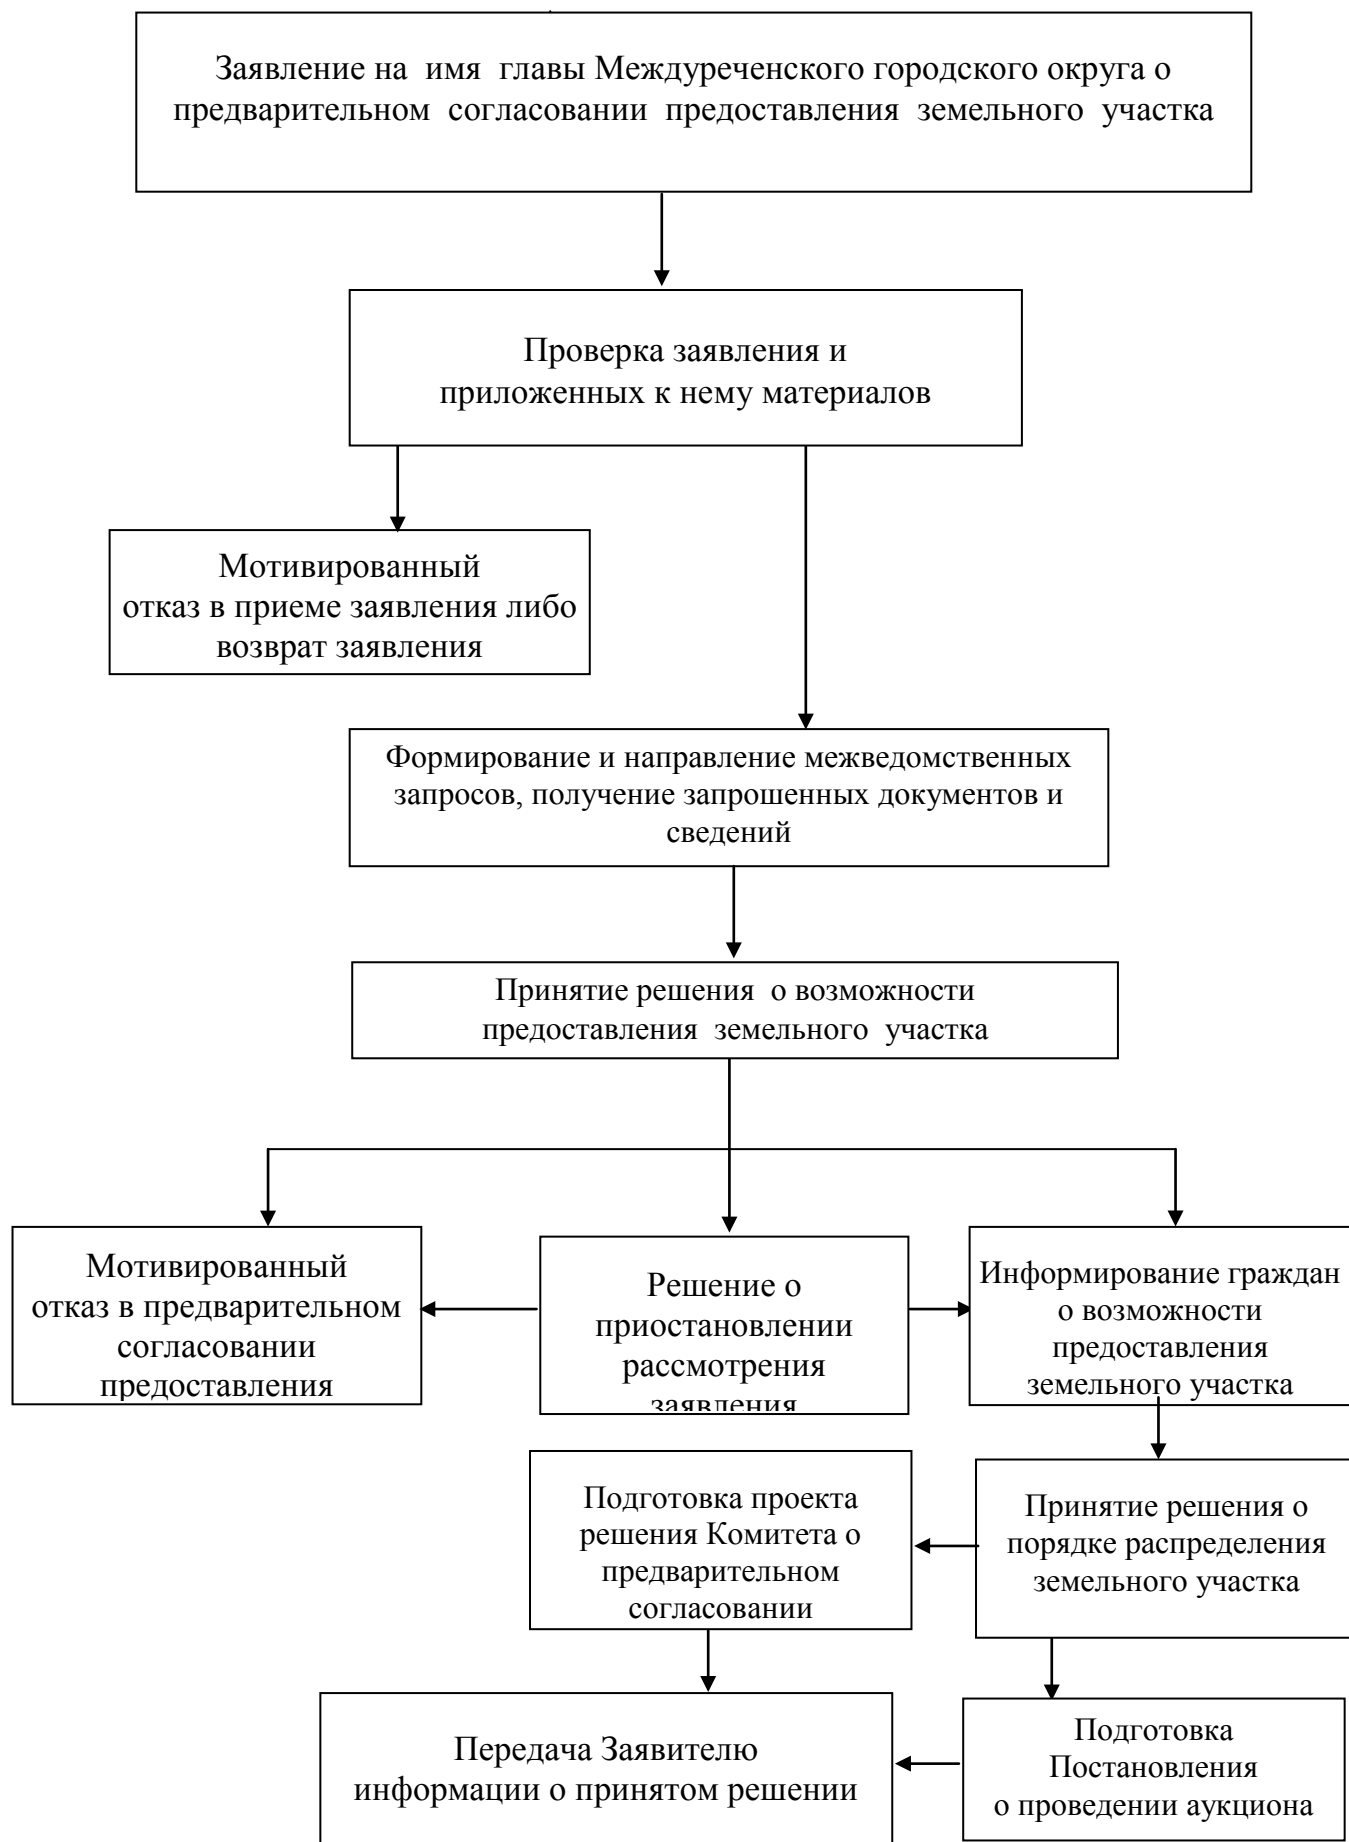 Заявление на имя главы Междуреченского городского округа о
предварительном согласовании предоставления земельного участка
Проверка заявления и
приложенных к нему материалов
Мотивированный
отказ в приеме заявления либо
возврат заявления
Формирование и направление межведомственных
запросов, получение запрошенных документов и
сведений
Принятие решения о возможности
предоставления земельного участка
Мотивированный
отказ в предварительном
согласовании
предоставления
Решение о
приостановлении
рассмотрения
заявления
Информирование граждан
о возможности
предоставления
земельного участка
Подготовка проекта
решения Комитета о
предварительном
согласовании
Принятие решения о
порядке распределения
земельного участка
Передача Заявителю
информации о принятом решении
Подготовка
Постановления
о проведении аукциона